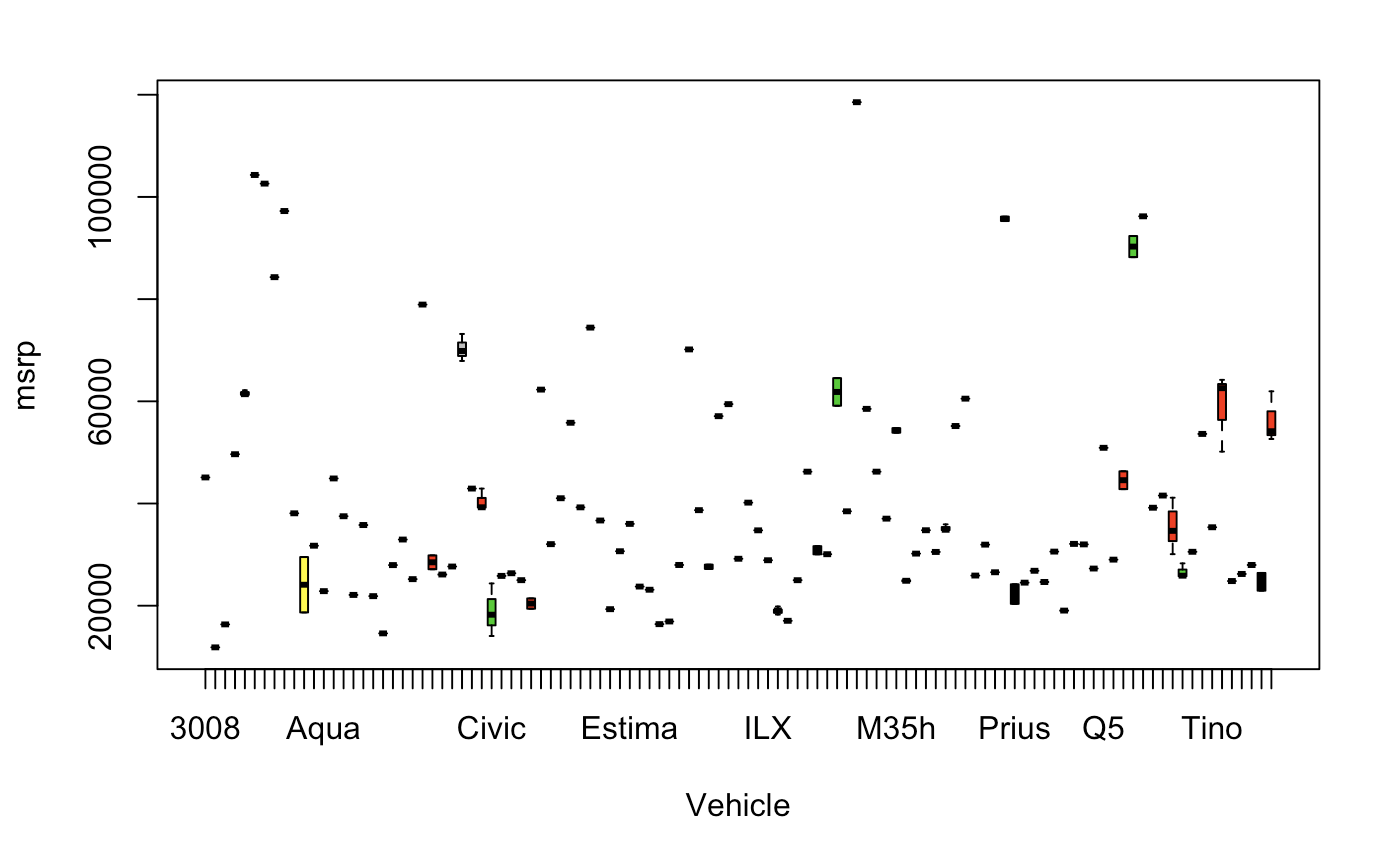 msrp
100000
60000
20000
3008 Aqua Civic Estima ILX M35h Prius Q5 Tino
Vehicle